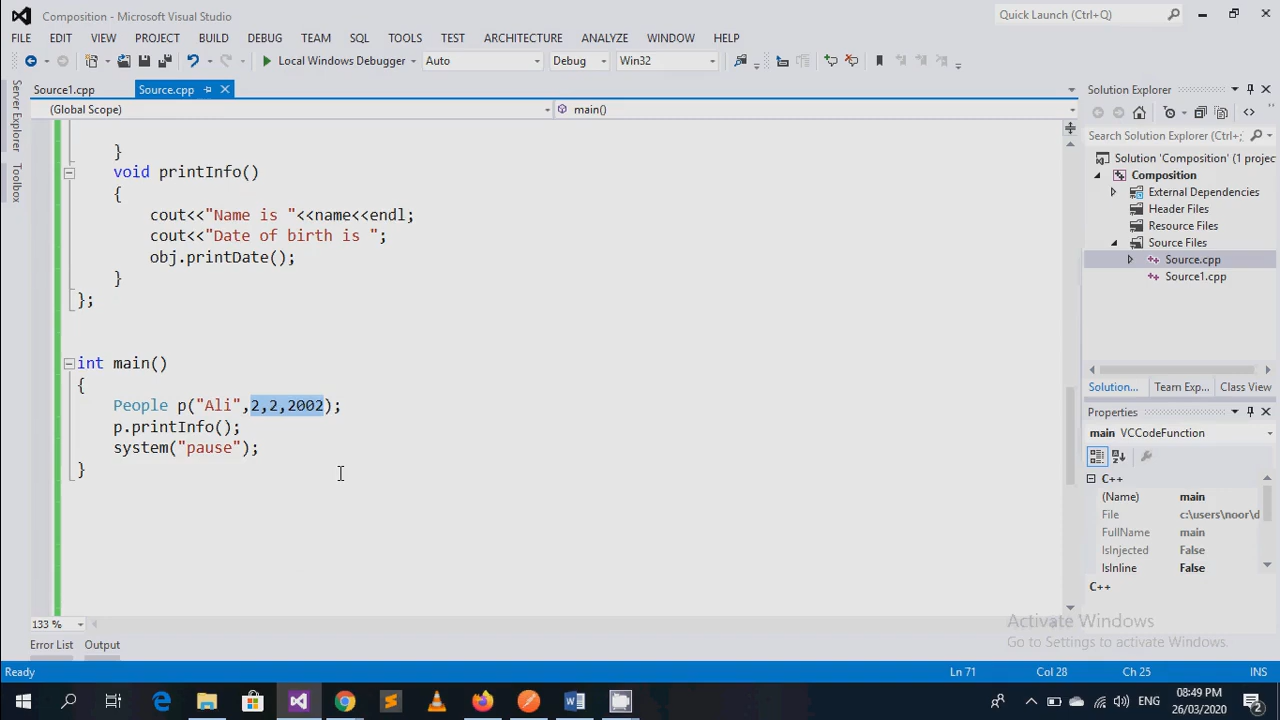 Composition - Microsoft Visual Studio
Quick Launch (Ctrl+Q)
FILE EDIT VIEW PROJECT BUILD DEBUG TEAM SQL TOOLS TEST ARCHITECTURE ANALYZE WINDOW HELP
Local Windows Debugger Auto Debug Win32
Server Explorer
Toolbox
Source1.cpp Source.cpp
(Global Scope) main()
}
void printInfo()
{
cout<<"Name is "<<name<<endl;
cout<<"Date of birth is ";
obj.printDate();
}
};
int main()
{
People p("Ali",2,2,2002);
p.printInfo();
system("pause");
}
133 %
Error List Output
Solution Explorer
Search Solution Explorer (Ctrl+;
Solution 'Composition' (1 projec
Composition
External Dependencies
Header Files
Resource Files
Source Files
Source.cpp
Source1.cpp
Solution... Team Exp... Class View
Properties
main VCCodeFunction
C++
(Name) main
File c:\users\noor\d
FullName main
IsInjected False
IsInline False
C++
Activate Windows
Go to Settings to activate Windows.
Ready Ln 71 Col 28 Ch 25 INS
ENG
08:49 PM
26/03/2020
2